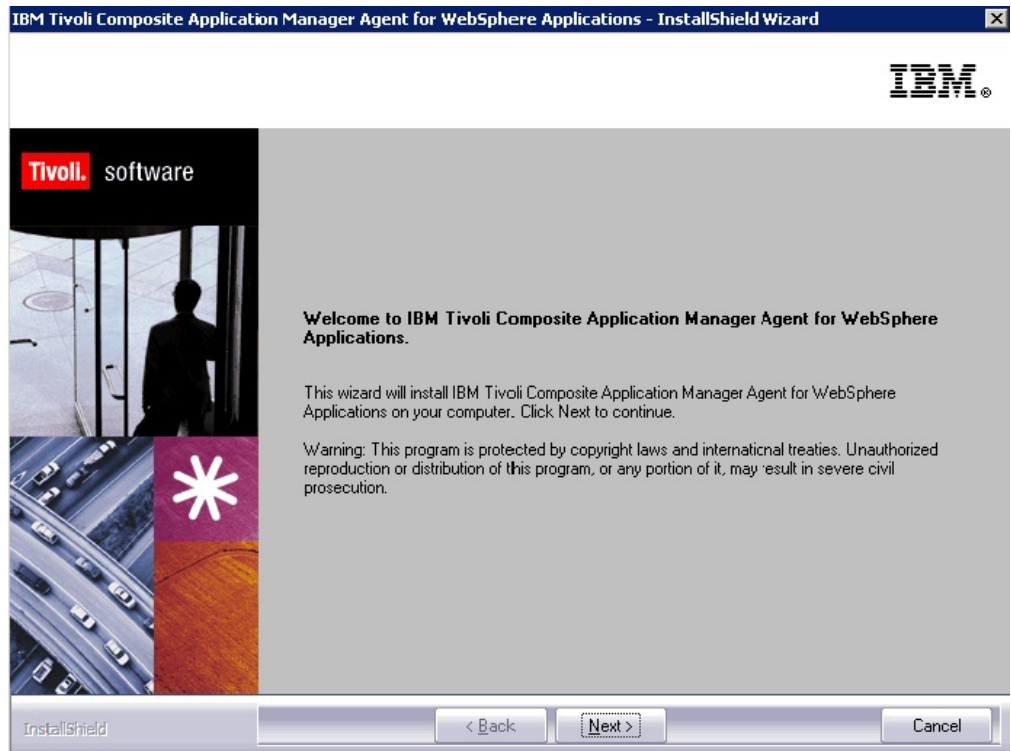 IBM Tivoli Composite Application Manager Agent for WebSphere Applications - InstallShield Wizard
IBM®
Tivoli. software
Welcome to IBM Tivoli Composite Application Manager Agent for WebSphere
Applications.
This wizard will install IBM Tivoli Composite Application Manager Agent for WebSphere
Applications on your computer. Click Next to continue.
Warning: This program is protected by copyright laws and international treaties. Unauthorized
reproduction or distribution of this program, or any portion of it, may result in severe civil
prosecution.
InstallShield
< Back
Next >
Cancel